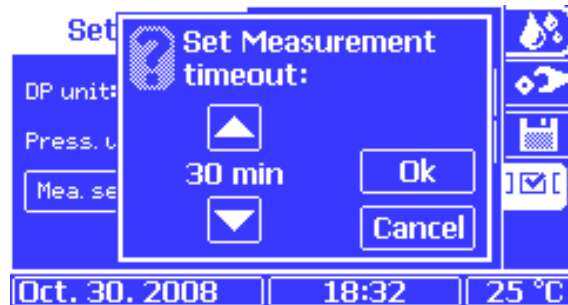 Set
Set Measurement
timeout:
DP unit:
Press. u
Mea. se
30 min
Ok
Cancel
Oct. 30. 2008
18:32
25 °C